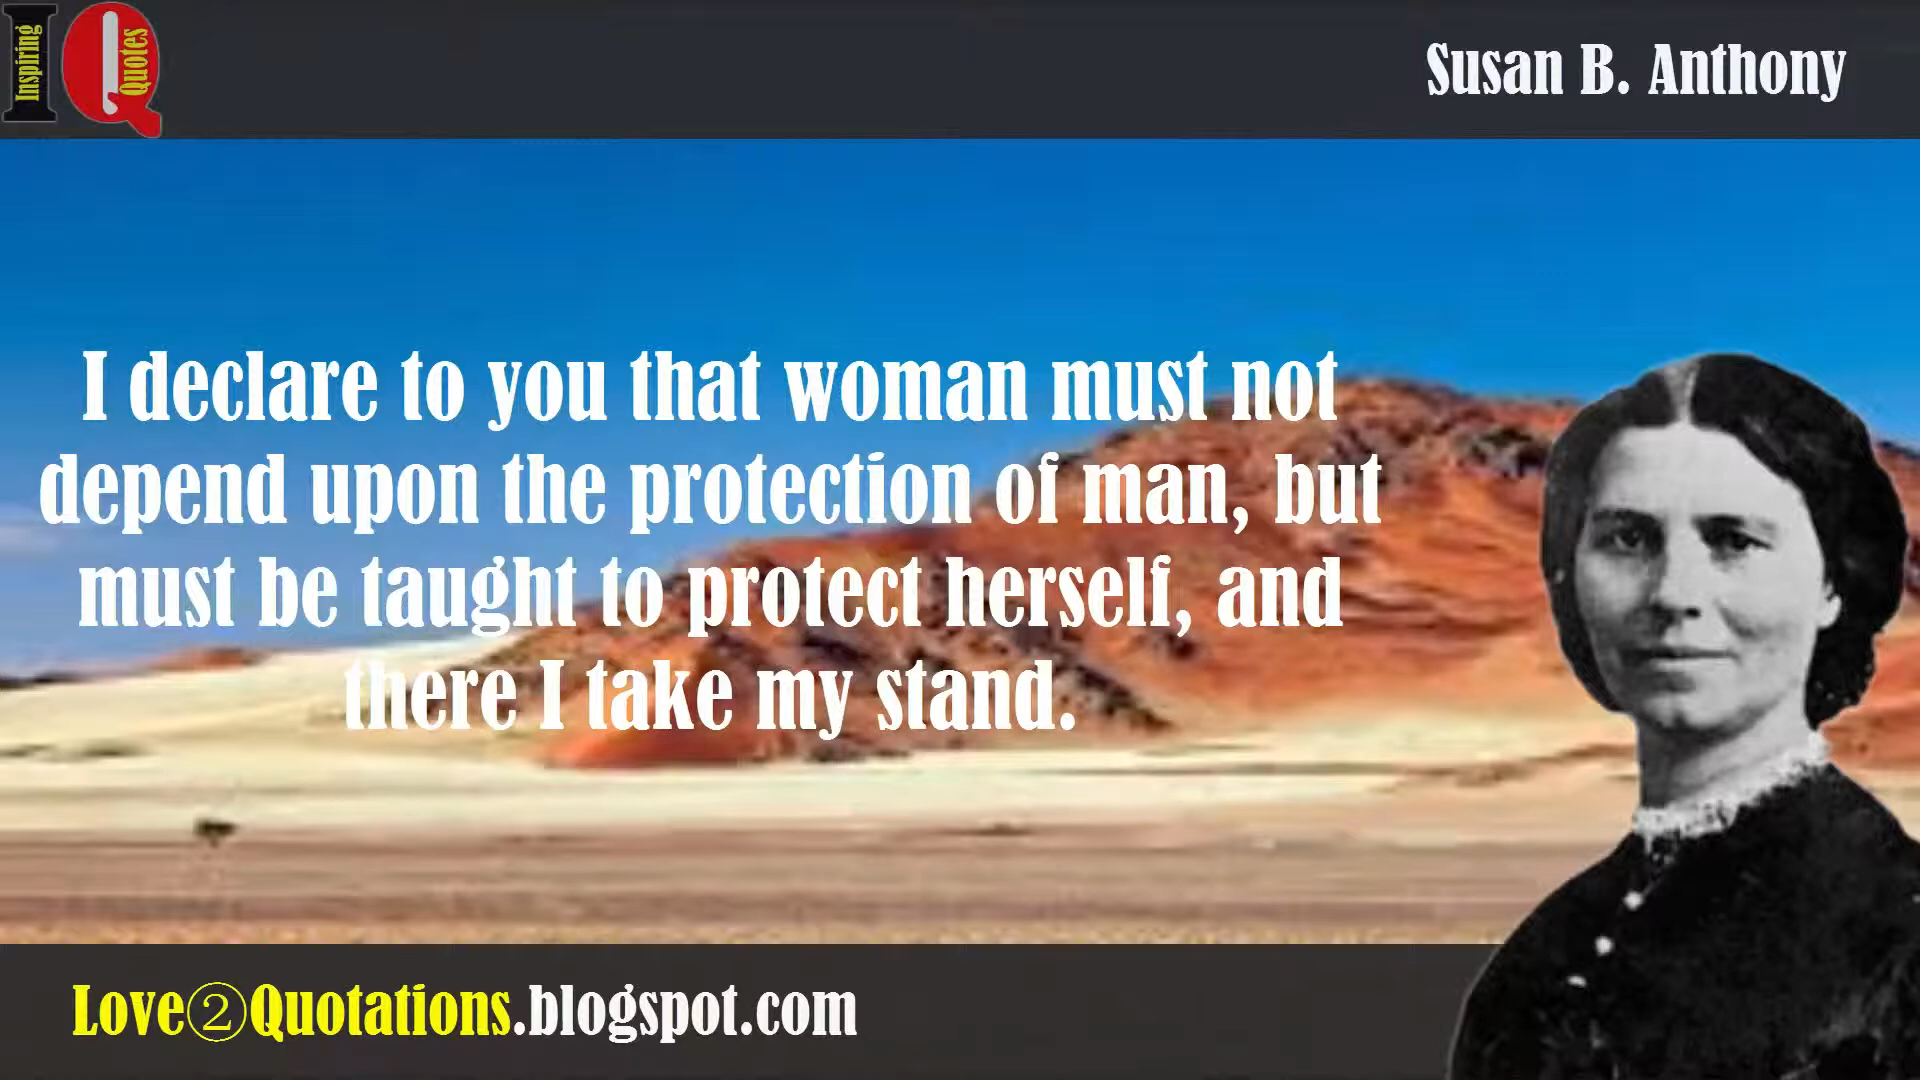 Inspiring
Quotes
Susan B. Anthony
I declare to you that woman must not
depend upon the protection of man, but
must be taught to protect herself, and
there I take my stand.
Love②Quotations.blogspot.com